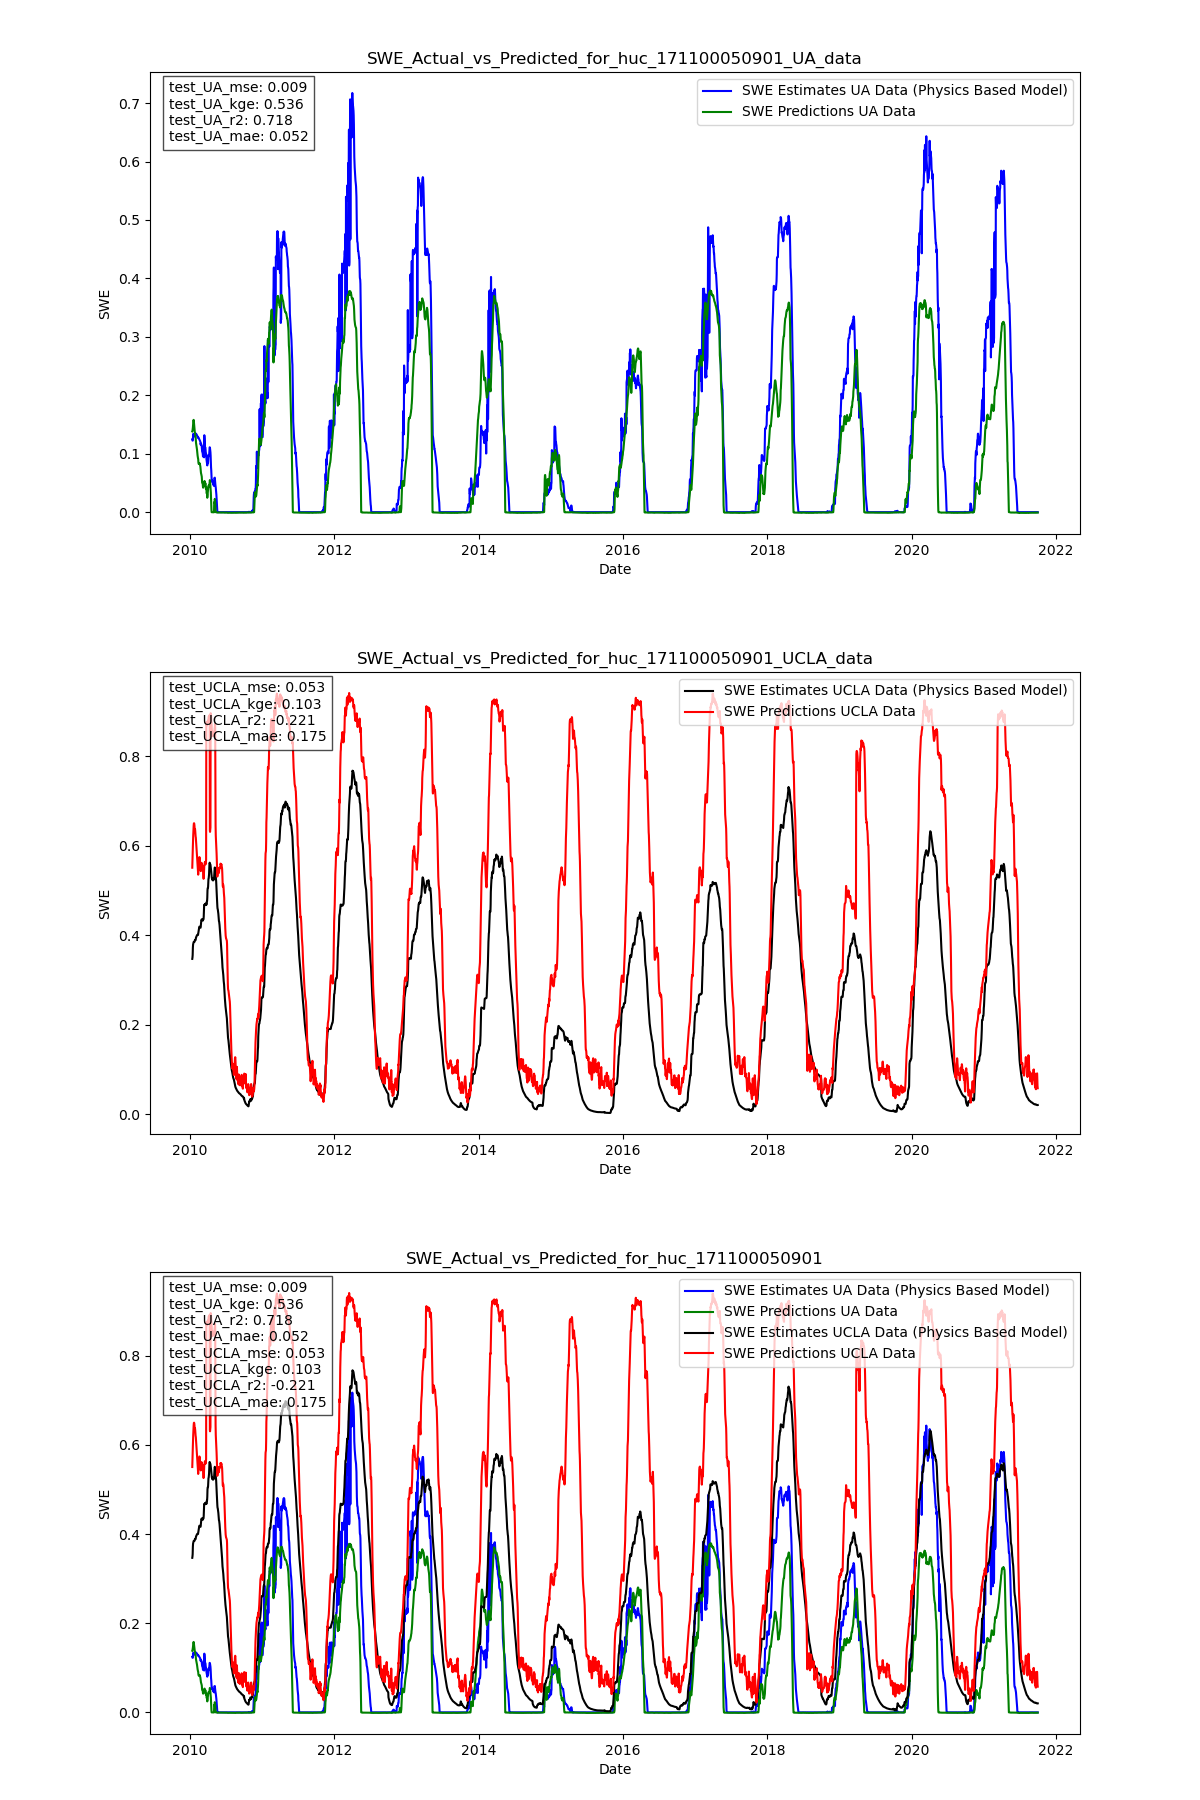 SWE_Actual_vs_Predicted_for_huc_171100050901_UA_data
test_UA_mse: 0.009
test_UA_kge: 0.536
test_UA_r2: 0.718
test_UA_mae: 0.052
SWE Estimates UA Data (Physics Based Model)
SWE Predictions UA Data
0.7
0.6
0.5
0.4
0.3
0.2
0.1
0.0
SWE
2010 2012 2014 2016 2018 2020 2022
Date
SWE_Actual_vs_Predicted_for_huc_171100050901_UCLA_data
test_UCLA_mse: 0.053
test_UCLA_kge: 0.103
test_UCLA_r2: -0.221
test_UCLA_mae: 0.175
SWE Estimates UCLA Data (Physics Based Model)
SWE Predictions UCLA Data
0.8
0.6
0.4
0.2
0.0
SWE
2010 2012 2014 2016 2018 2020 2022
Date
SWE_Actual_vs_Predicted_for_huc_171100050901
test_UA_mse: 0.009
test_UA_kge: 0.536
test_UA_r2: 0.718
test_UA_mae: 0.052
test_UCLA_mse: 0.053
test_UCLA_kge: 0.103
test_UCLA_r2: -0.221
test_UCLA_mae: 0.175
SWE Estimates UA Data (Physics Based Model)
SWE Predictions UA Data
SWE Estimates UCLA Data (Physics Based Model)
SWE Predictions UCLA Data
0.8
0.6
0.4
0.2
0.0
SWE
2010 2012 2014 2016 2018 2020 2022
Date